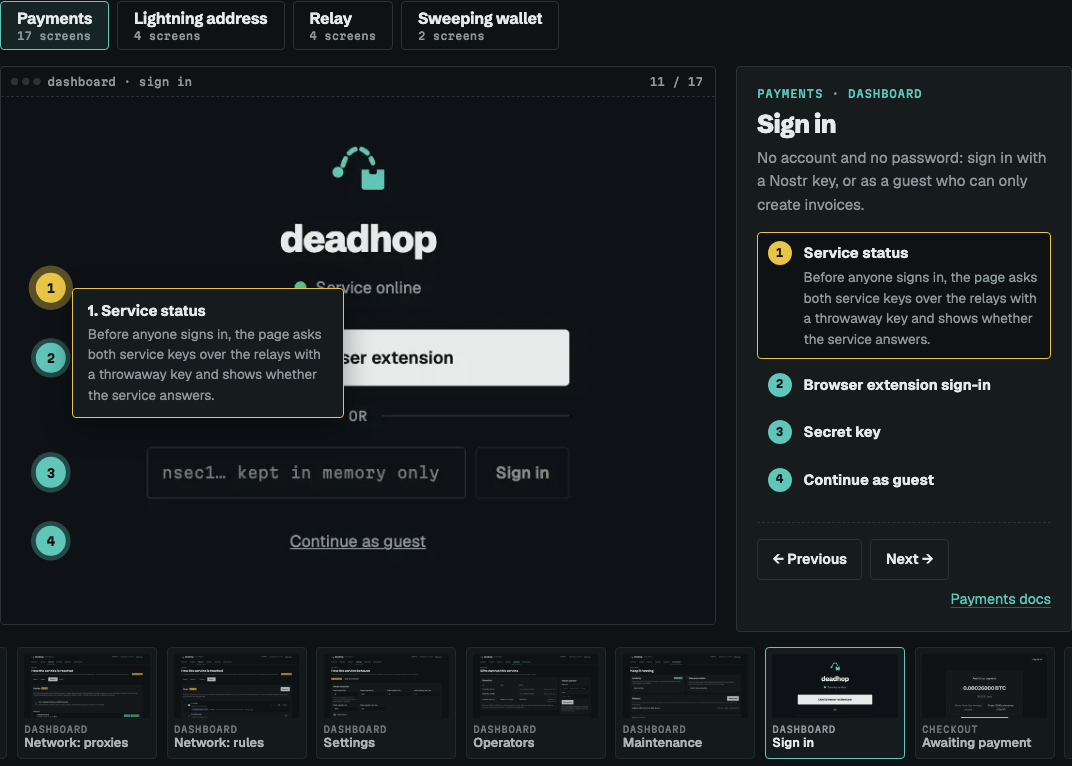 Payments
17 screens
Lightning address
4 screens
Relay
4 screens
Sweeping wallet
2 screens
dashboard · sign in
11 / 17
deadhop
Service online
1
1. Service status
Before anyone signs in, the page asks
both service keys over the relays with
a throwaway key and shows whether
the service answers.
2
ser extension
OR
3
nsec1… kept in memory only
Sign in
4
Continue as guest
PAYMENTS · DASHBOARD
Sign in
No account and no password: sign in with
a Nostr key, or as a guest who can only
create invoices.
1
Service status
Before anyone signs in, the page asks
both service keys over the relays with
a throwaway key and shows whether
the service answers.
2
Browser extension sign-in
3
Secret key
4
Continue as guest
← Previous
Next →
Payments docs
DASHBOARD
Network: proxies
DASHBOARD
Network: rules
DASHBOARD
Settings
DASHBOARD
Operators
DASHBOARD
Maintenance
deadhop
DASHBOARD
Sign in
0.00026000 BTC
CHECKOUT
Awaiting payment